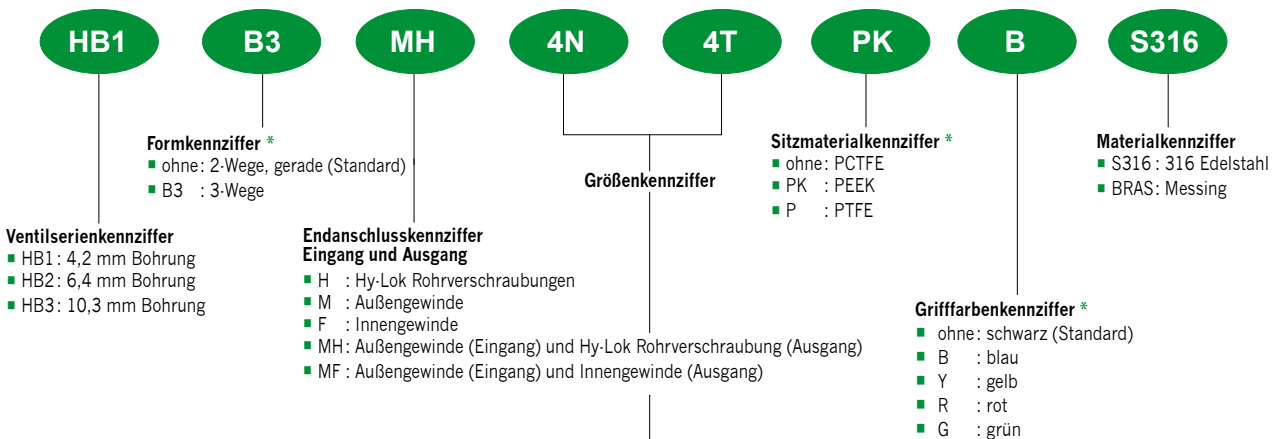 HB1 B3 MH 4N 4T PK B S316
Formkennziffer *
ohne: 2-Wege, gerade (Standard)
B3 : 3-Wege
Größenkennziffer
Sitzmaterialkennziffer *
ohne: PCTFE
PK : PEEK
P : PTFE
Materialkennziffer
S316 : 316 Edelstahl
BRAS: Messing
Ventilserienkennziffer
HB1: 4,2 mm Bohrung
HB2: 6,4 mm Bohrung
HB3: 10,3 mm Bohrung
Endanschlusskennziffer
Eingang und Ausgang
H : Hy-Lok Rohrverschraubungen
M : Außengewinde
F : Innengewinde
MH: Außengewinde (Eingang) und Hy-Lok Rohrverschraubung (Ausgang)
MF : Außengewinde (Eingang) und Innengewinde (Ausgang)
Grifffarbenkennziffer *
ohne: schwarz (Standard)
B : blau
Y : gelb
R : rot
G : grün